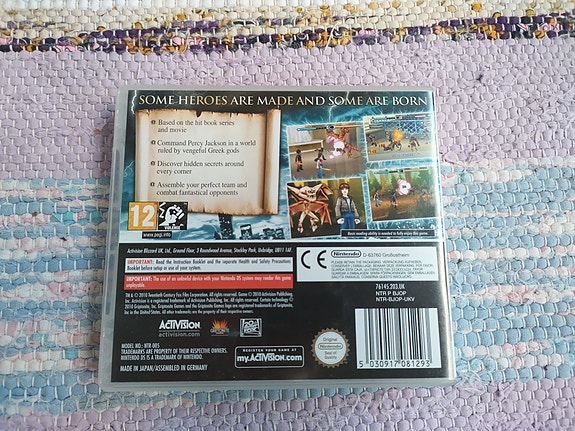 SOME HEROES ARE MADE AND SOME ARE BORN
Based on the hit book series
and movie
Command Percy Jackson in a world
ruled by vengeful Greek gods
Discover hidden secrets around
every corner
Assemble your perfect team and
combat fantastical opponents
12
VIOLENCE
www.pegi.info
Basic reading ability is needed to fully enjoy this game.
Activision Blizzard UK, Ltd., Ground Floor, 3 Roundwood Avenue, Stockley Park, Uxbridge, UB11 1AF.
IMPORTANT: Read the Instruction Booklet and the separate Health and Safety Precautions
Booklet before setup or use of your system.
IMPORTANT: The use of an unlawful device with your Nintendo DS system may render this game
unplayable.
CE
Nintendo
D-63760 Großostheim
76145.203.UK
NTR P BJOP
NTR-BJOP-UKV
ACTIVISION
activision.com
REGISTER YOUR GAME AT
my.ACTIVISION.com
Original
Nintendo
Seal of
Quality
MODEL NO.: NTR-005
TRADEMARKS ARE PROPERTY OF THEIR RESPECTIVE OWNERS.
NINTENDO DS IS A TRADEMARK OF NINTENDO.
MADE IN JAPAN/ASSEMBLED IN GERMANY
5 030917 081293